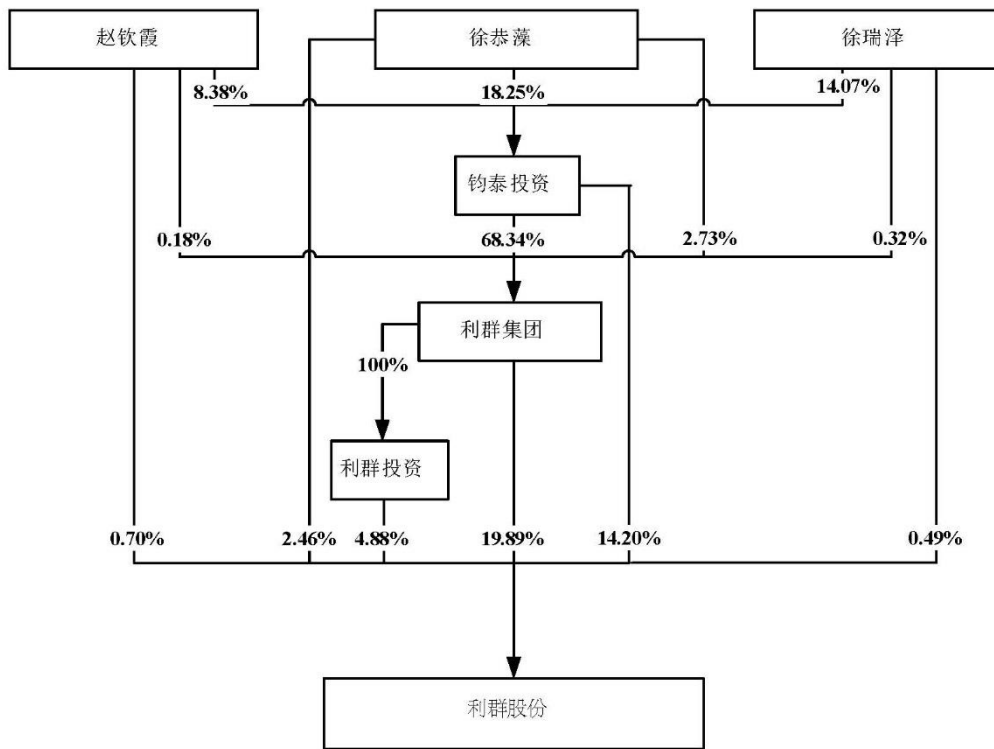 赵钦霞 徐恭藻 徐瑞泽
8.38% 18.25% 14.07%
钧泰投资
0.18% 68.34% 2.73% 0.32%
利群集团
100%
利群投资
0.70% 2.46% 4.88% 19.89% 14.20% 0.49%
利群股份